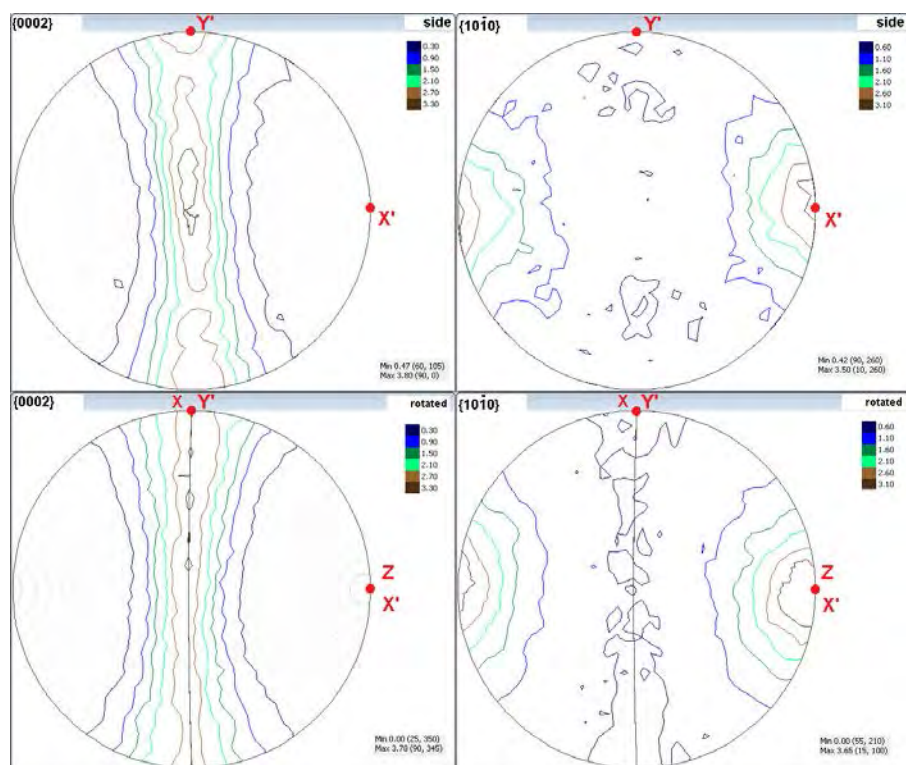 {0002}
Y'
side
0.30
0.90
1.50
2.10
2.70
3.30
X'
Min 0.47 (60, 105)
Max 3.80 (90, 0)
{101̄0}
Y'
side
0.60
1.10
1.60
2.10
2.60
3.10
X'
Min 0.42 (90, 260)
Max 3.50 (10, 260)
{0002}
X Y'
rotated
0.30
0.90
1.50
2.10
2.70
3.30
Z
X'
Min 0.00 (25, 350)
Max 3.78 (90, 345)
{101̄0}
X Y'
rotated
0.60
1.10
1.60
2.10
2.60
3.10
Z
X'
Min 0.00 (55, 210)
Max 3.65 (15, 100)